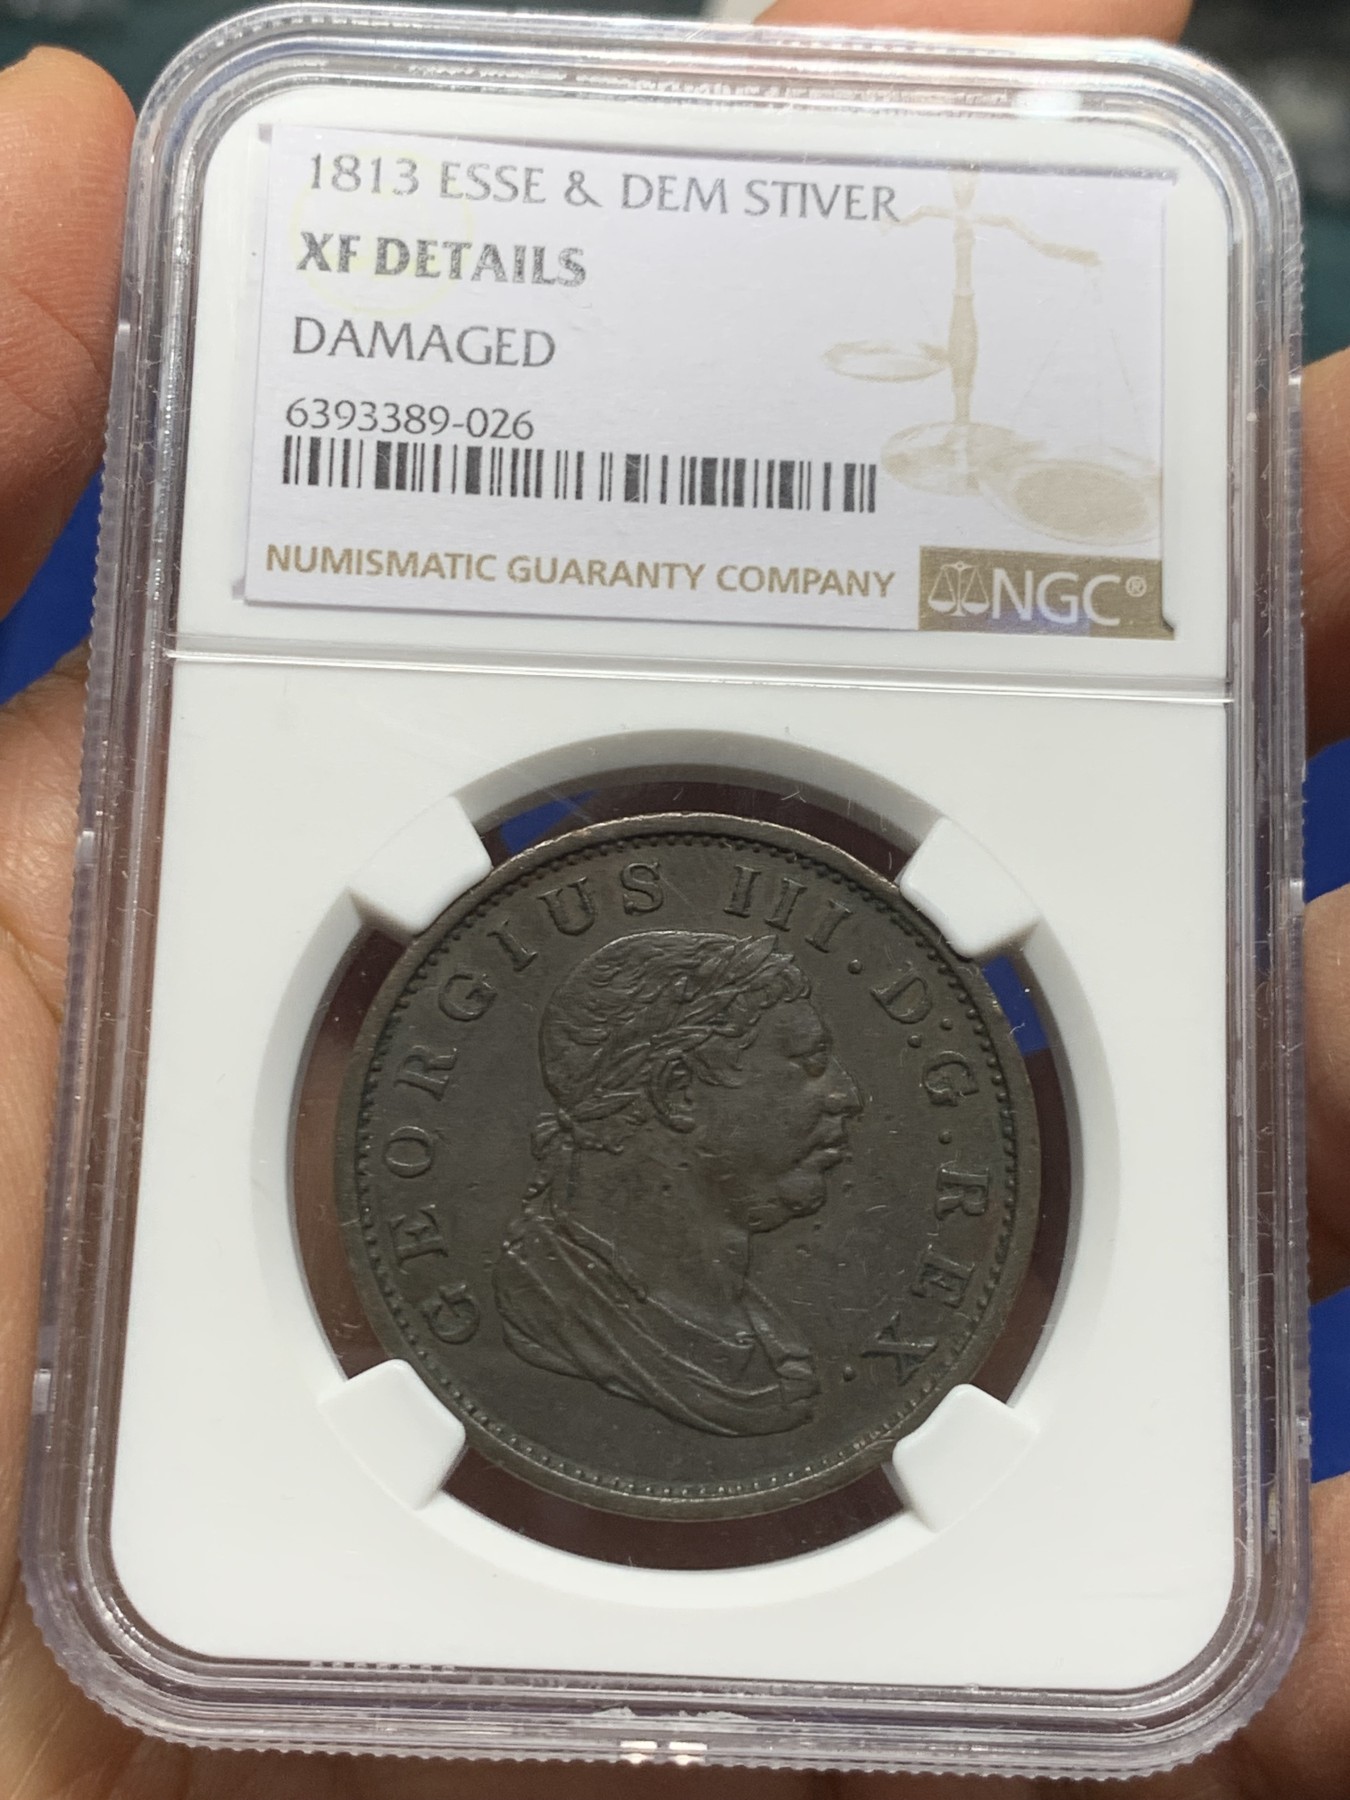 1813 ESSE & DEM STIVER
XF DETAILS
DAMAGED
6393389-026
NUMISMATIC GUARANTY COMPANY
NGC®
GEORGIUS III. D:G. REX.